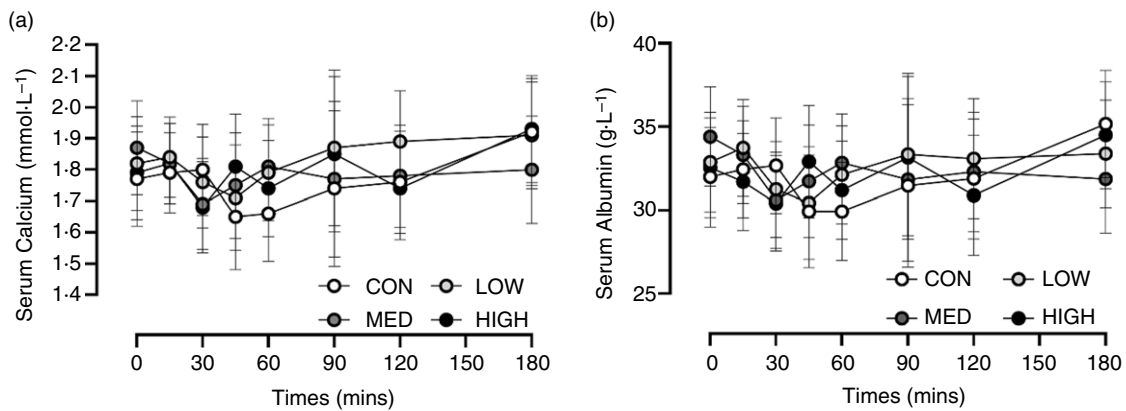 (a)
Serum Calcium (mmol·L−1)
2·2
2·1
2·0
1·9
1·8
1·7
1·6
1·5
1·4
CON LOW
MED HIGH
0 30 60 90 120 150 180
Times (mins)
(b)
Serum Albumin (g·L−1)
40
35
30
25
CON LOW
MED HIGH
0 30 60 90 120 150 180
Times (mins)